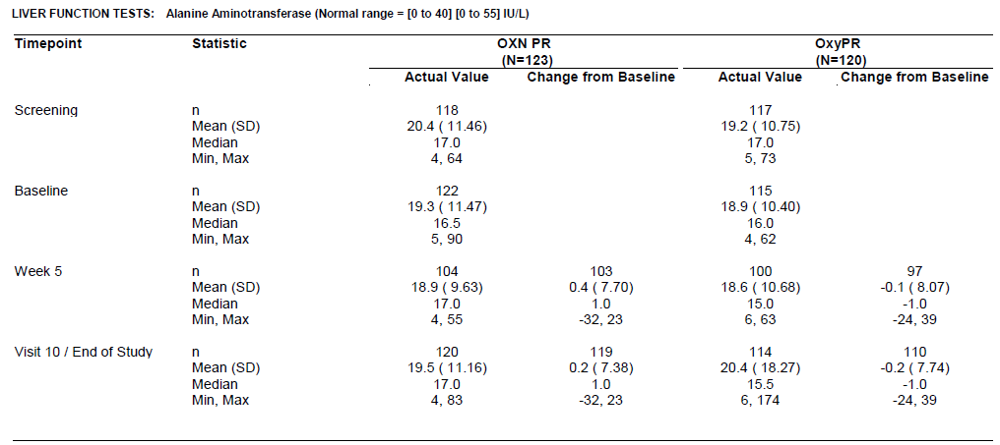 LIVER FUNCTION TESTS: Alanine Aminotransferase (Normal range = [0 to 40] [0 to 55] IU/L)
Timepoint Statistic OXN PR OxyPR
(N=123) (N=120)
Actual Value Change from Baseline Actual Value Change from Baseline
Screening n 118 117
Mean (SD) 20.4 ( 11.46) 19.2 ( 10.75)
Median 17.0 17.0
Min, Max 4, 64 5, 73
Baseline n 122 115
Mean (SD) 19.3 ( 11.47) 18.9 ( 10.40)
Median 16.5 16.0
Min, Max 5, 90 4, 62
Week 5 n 104 103 100 97
Mean (SD) 18.9 ( 9.63) 0.4 ( 7.70) 18.6 ( 10.68) -0.1 ( 8.07)
Median 17.0 1.0 15.0 -1.0
Min, Max 4, 55 -32, 23 6, 63 -24, 39
Visit 10 / End of Study n 120 119 114 110
Mean (SD) 19.5 ( 11.16) 0.2 ( 7.38) 20.4 ( 18.27) -0.2 ( 7.74)
Median 17.0 1.0 15.5 -1.0
Min, Max 4, 83 -32, 23 6, 174 -24, 39